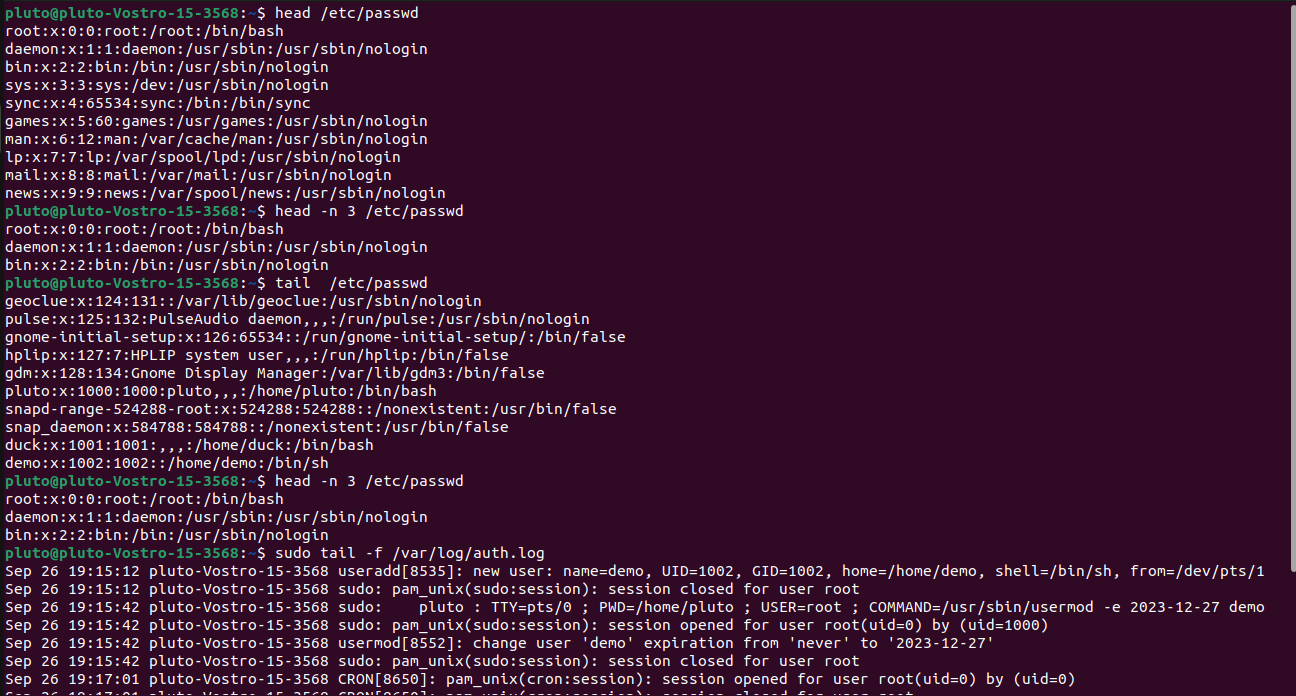 pluto@pluto-Vostro-15-3568:~$ head /etc/passwd
root:x:0:0:root:/root:/bin/bash
daemon:x:1:1:daemon:/usr/sbin:/usr/sbin/nologin
bin:x:2:2:bin:/bin:/usr/sbin/nologin
sys:x:3:3:sys:/dev:/usr/sbin/nologin
sync:x:4:65534:sync:/bin:/bin/sync
games:x:5:60:games:/usr/games:/usr/sbin/nologin
man:x:6:12:man:/var/cache/man:/usr/sbin/nologin
lp:x:7:7:lp:/var/spool/lpd:/usr/sbin/nologin
mail:x:8:8:mail:/var/mail:/usr/sbin/nologin
news:x:9:9:news:/var/spool/news:/usr/sbin/nologin
pluto@pluto-Vostro-15-3568:~$ head -n 3 /etc/passwd
root:x:0:0:root:/root:/bin/bash
daemon:x:1:1:daemon:/usr/sbin:/usr/sbin/nologin
bin:x:2:2:bin:/bin:/usr/sbin/nologin
pluto@pluto-Vostro-15-3568:~$ tail  /etc/passwd
geoclue:x:124:131::/var/lib/geoclue:/usr/sbin/nologin
pulse:x:125:132:PulseAudio daemon,,,:/run/pulse:/usr/sbin/nologin
gnome-initial-setup:x:126:65534::/run/gnome-initial-setup/:/bin/false
hplip:x:127:7:HPLIP system user,,,:/run/hplip:/bin/false
gdm:x:128:134:Gnome Display Manager:/var/lib/gdm3:/bin/false
pluto:x:1000:1000:pluto,,,:/home/pluto:/bin/bash
snapd-range-524288-root:x:524288:524288::/nonexistent:/usr/bin/false
snap_daemon:x:584788:584788::/nonexistent:/usr/bin/false
duck:x:1001:1001:,,,:/home/duck:/bin/bash
demo:x:1002:1002::/home/demo:/bin/sh
pluto@pluto-Vostro-15-3568:~$ head -n 3 /etc/passwd
root:x:0:0:root:/root:/bin/bash
daemon:x:1:1:daemon:/usr/sbin:/usr/sbin/nologin
bin:x:2:2:bin:/bin:/usr/sbin/nologin
pluto@pluto-Vostro-15-3568:~$ sudo tail -f /var/log/auth.log
Sep 26 19:15:12 pluto-Vostro-15-3568 useradd[8535]: new user: name=demo, UID=1002, GID=1002, home=/home/demo, shell=/bin/sh, from=/dev/pts/1
Sep 26 19:15:12 pluto-Vostro-15-3568 sudo: pam_unix(sudo:session): session closed for user root
Sep 26 19:15:42 pluto-Vostro-15-3568 sudo:    pluto : TTY=pts/0 ; PWD=/home/pluto ; USER=root ; COMMAND=/usr/sbin/usermod -e 2023-12-27 demo
Sep 26 19:15:42 pluto-Vostro-15-3568 sudo: pam_unix(sudo:session): session opened for user root(uid=0) by (uid=1000)
Sep 26 19:15:42 pluto-Vostro-15-3568 usermod[8552]: change user 'demo' expiration from 'never' to '2023-12-27'
Sep 26 19:15:42 pluto-Vostro-15-3568 sudo: pam_unix(sudo:session): session closed for user root
Sep 26 19:17:01 pluto-Vostro-15-3568 CRON[8650]: pam_unix(cron:session): session opened for user root(uid=0) by (uid=0)